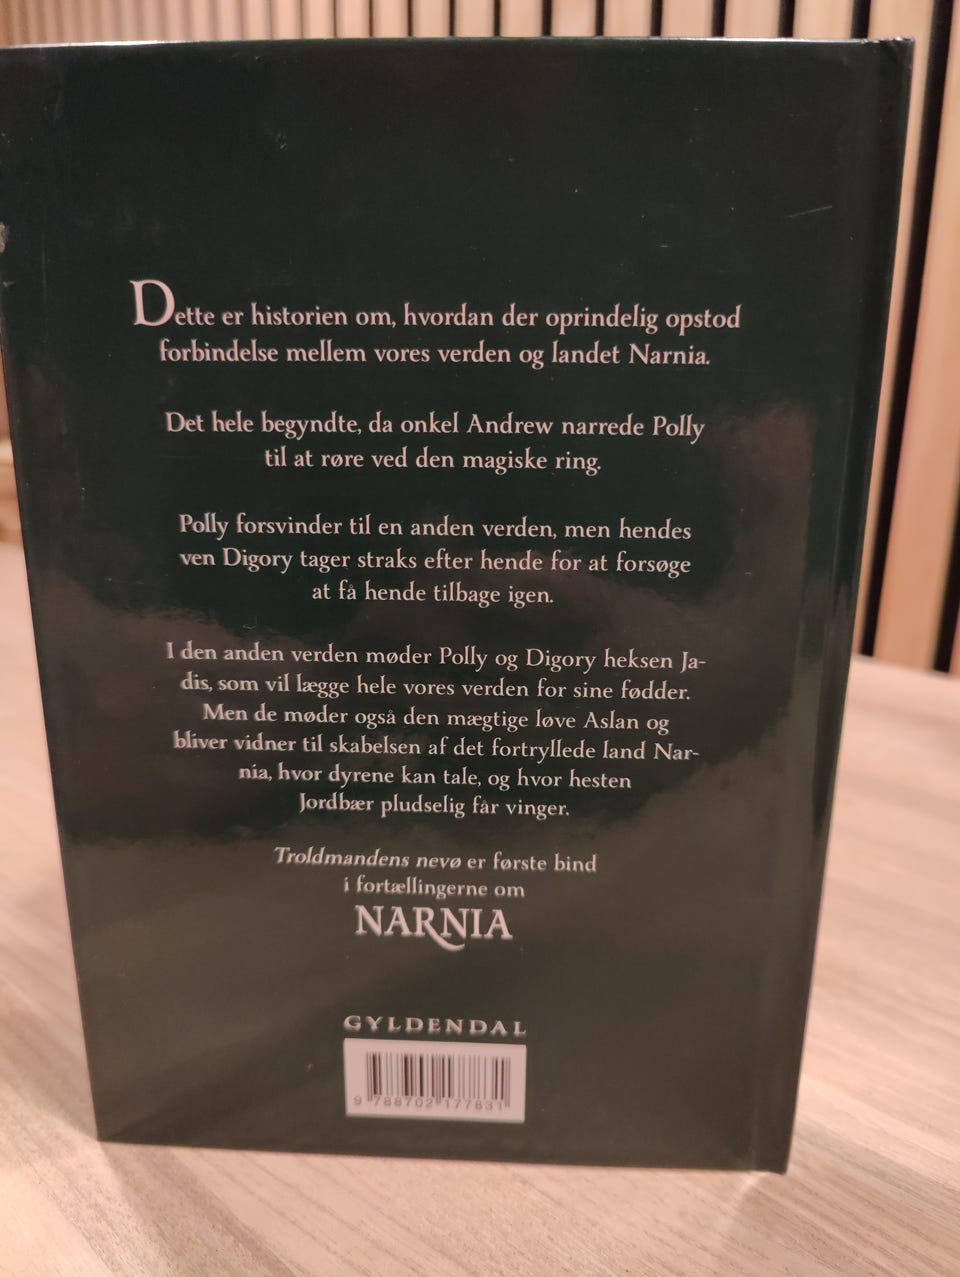 Dette er historien om, hvordan der oprindelig opstod
forbindelse mellem vores verden og landet Narnia.
Det hele begyndte, da onkel Andrew narrede Polly
til at røre ved den magiske ring.
Polly forsvinder til en anden verden, men hendes
ven Digory tager straks efter hende for at forsøge
at få hende tilbage igen.
I den anden verden møder Polly og Digory heksen Ja-
dis, som vil lægge hele vores verden for sine fødder.
Men de møder også den mægtige løve Aslan og
bliver vidner til skabelsen af det fortryllede land Nar-
nia, hvor dyrene kan tale, og hvor hesten
Jordbær pludselig får vinger.
Troldmandens nevø er første bind
i fortællingerne om
NARNIA
GYLDENDAL
9 788702 177831